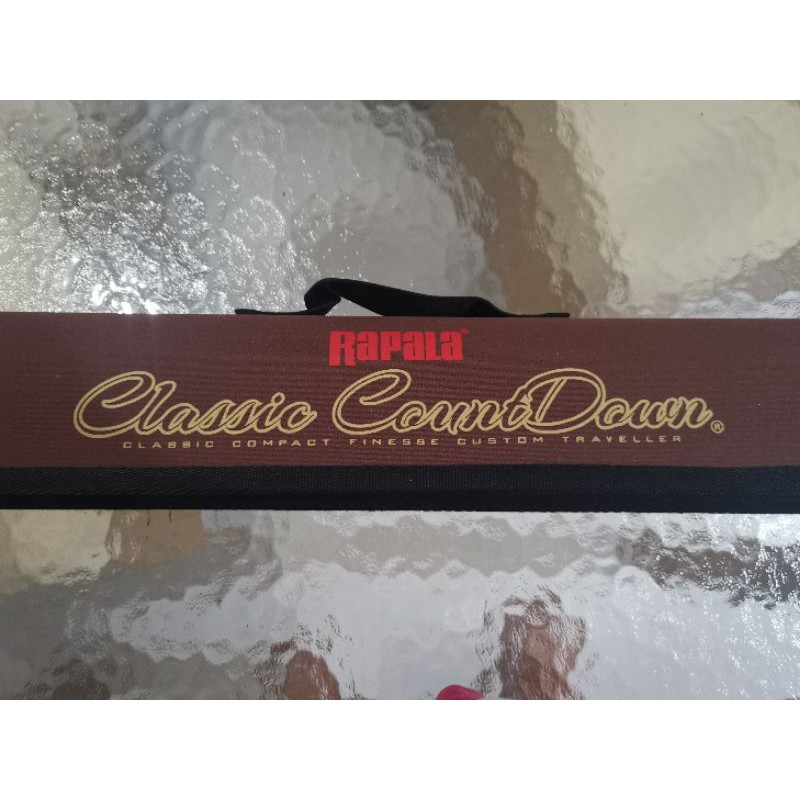 RAPALA
Classic CountDown®
CLASSIC COMPACT FINESSE CUSTOM TRAVELLER